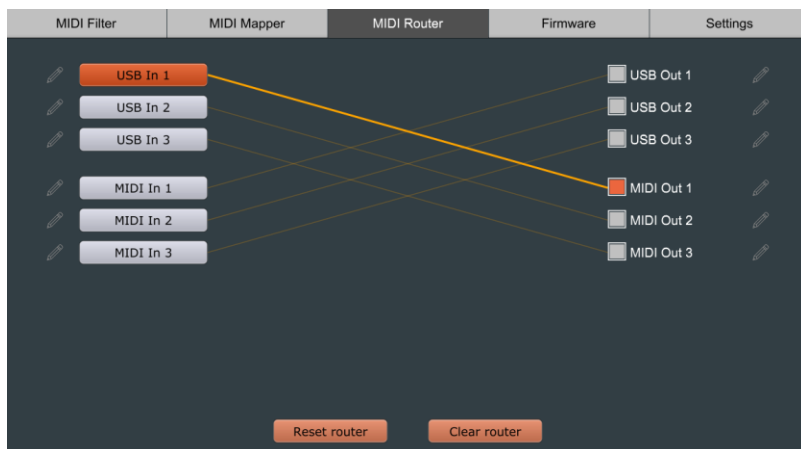 MIDI Filter
MIDI Mapper
MIDI Router
Firmware
Settings
USB In 1
USB Out 1
USB In 2
USB Out 2
USB In 3
USB Out 3
MIDI In 1
MIDI Out 1
MIDI In 2
MIDI Out 2
MIDI In 3
MIDI Out 3
Reset router
Clear router